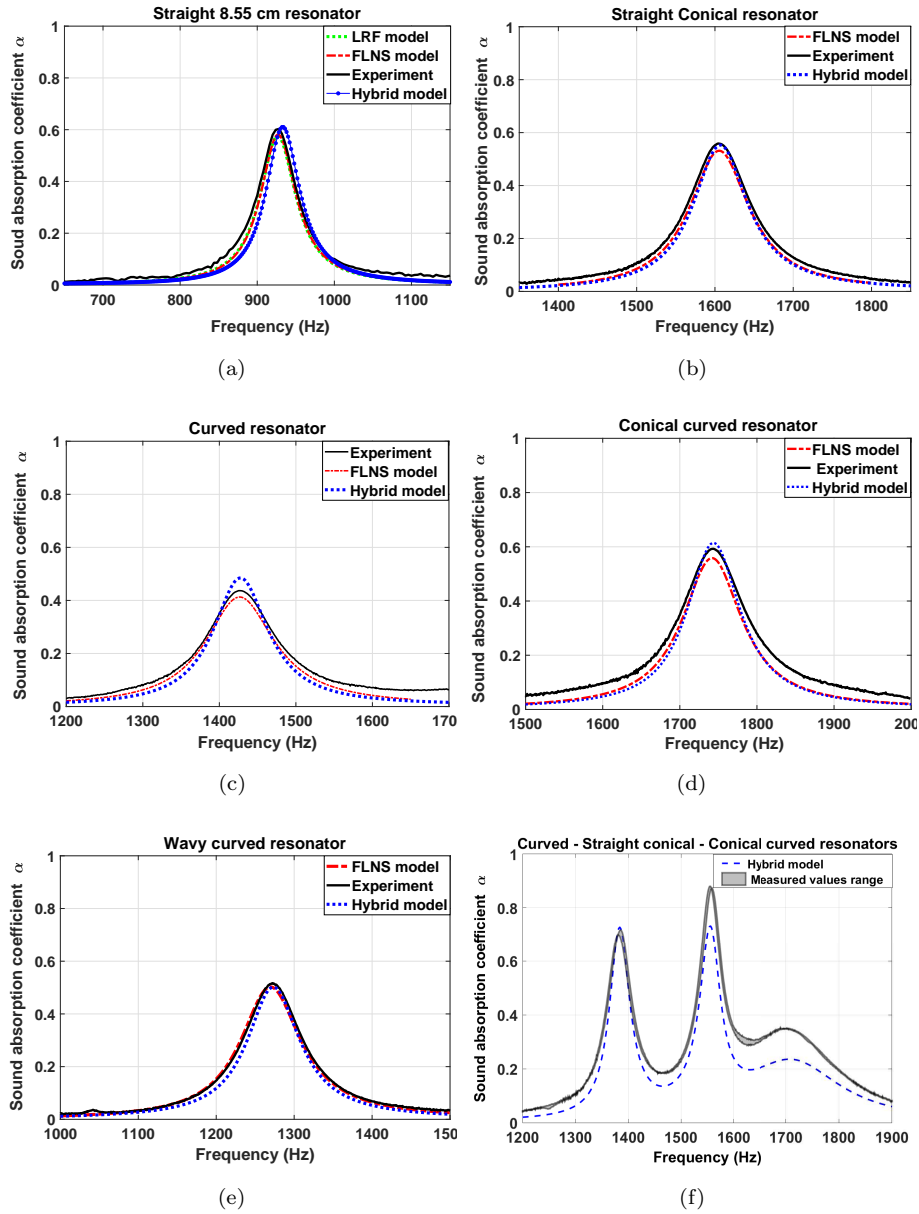 Straight 8.55 cm resonator
1
0.8
0.6
0.4
0.2
0
Soud absorption coefficient α
LRF model
FLNS model
Experiment
Hybrid model
700 800 900 1000 1100
Frequency (Hz)
(a)
Straight Conical resonator
1
0.8
0.6
0.4
0.2
0
Sound absorption coefficient α
FLNS model
Experiment
Hybrid model
1400 1500 1600 1700 1800
Frequency (Hz)
(b)
Curved resonator
1
0.8
0.6
0.4
0.2
0
Sound absorption coefficient α
Experiment
FLNS model
Hybrid model
1200 1300 1400 1500 1600 170
Frequency (Hz)
(c)
Conical curved resonator
1
0.8
0.6
0.4
0.2
0
Sound absorption coefficient α
FLNS model
Experiment
Hybrid model
1500 1600 1700 1800 1900 200
Frequency (Hz)
(d)
Wavy curved resonator
1
0.8
0.6
0.4
0.2
0
Sound absorption coefficient α
FLNS model
Experiment
Hybrid model
1000 1100 1200 1300 1400 150
Frequency (Hz)
(e)
Curved - Straight conical - Conical curved resonators
1
0.8
0.6
0.4
0.2
0
Sound absorption coefficient α
Hybrid model
Measured values range
1200 1300 1400 1500 1600 1700 1800 1900
Frequency (Hz)
(f)